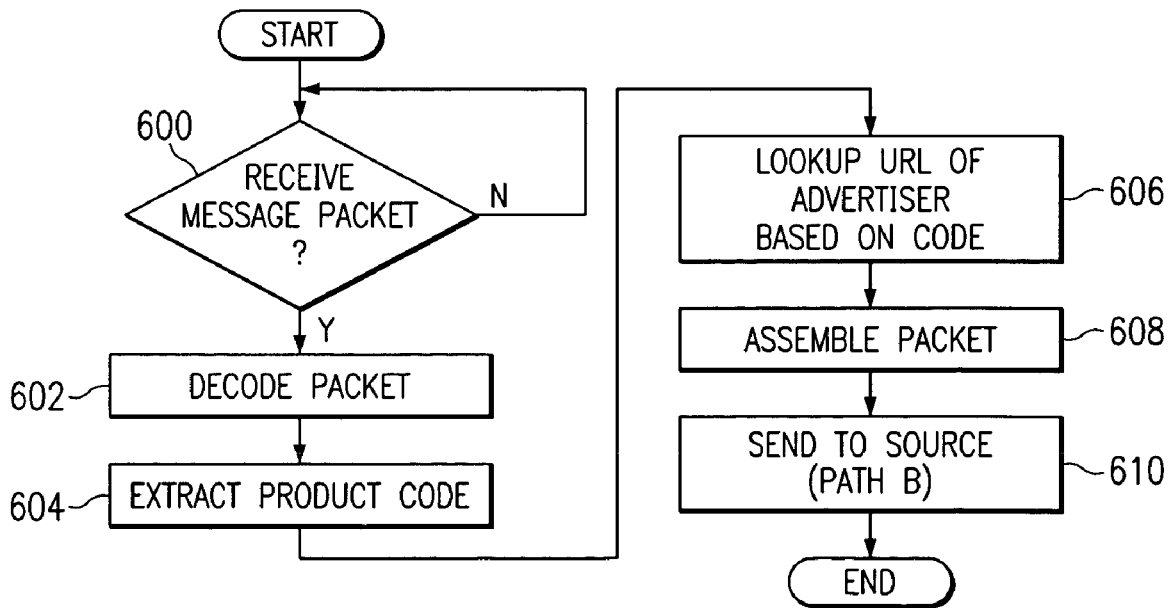 START
600
RECEIVE
MESSAGE PACKET
?
N
Y
602
DECODE PACKET
604
EXTRACT PRODUCT CODE
LOOKUP URL OF
ADVERTISER
BASED ON CODE
606
ASSEMBLE PACKET
608
SEND TO SOURCE
(PATH B)
610
END